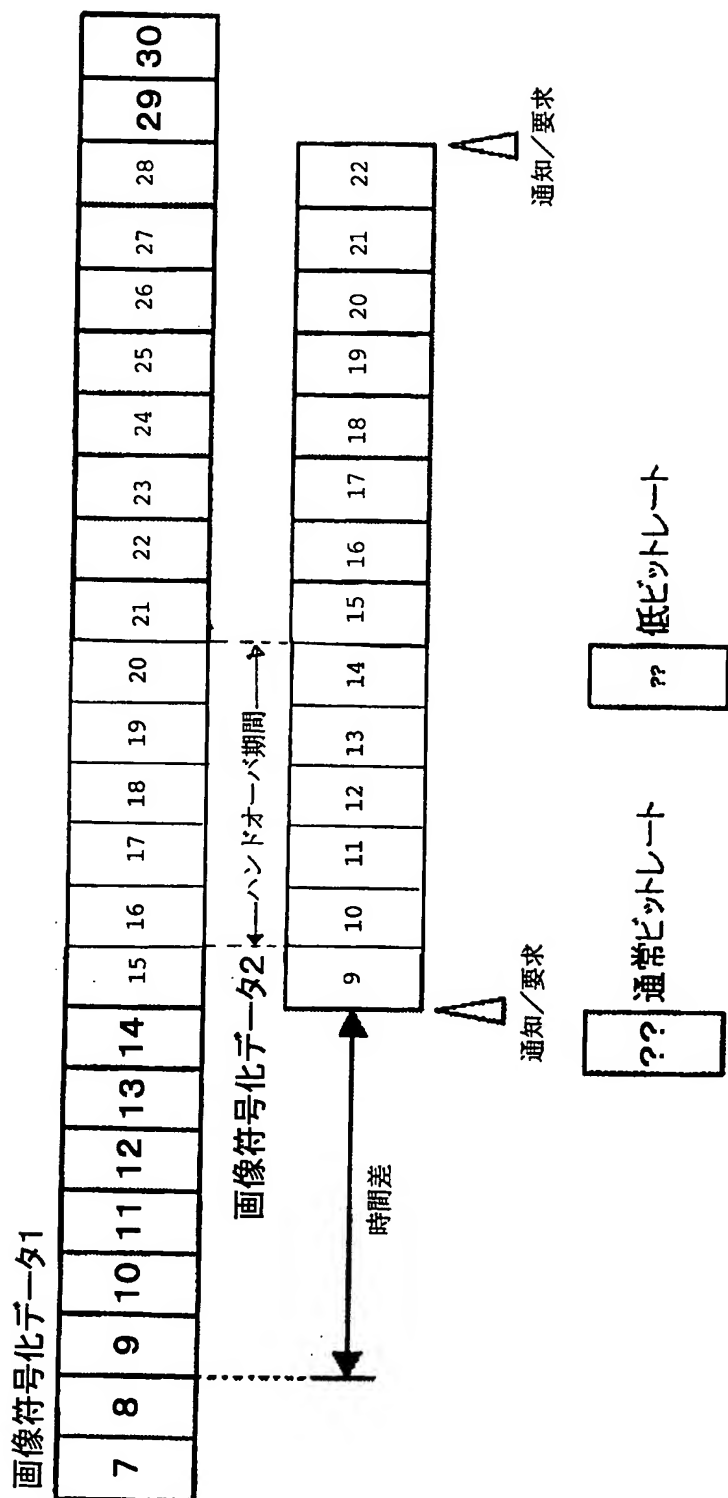 画像符号化データ1
7 8 9 10 11 12 13 14 15 16 17 18 19 20 21 22 23 24 25 26 27 28 29 30
ハンドオーバ期間
画像符号化データ2
9 10 11 12 13 14 15 16 17 18 19 20 21 22
時間差
通知/要求
通知/要求
?? 通常ビットレート
?? 低ビットレート